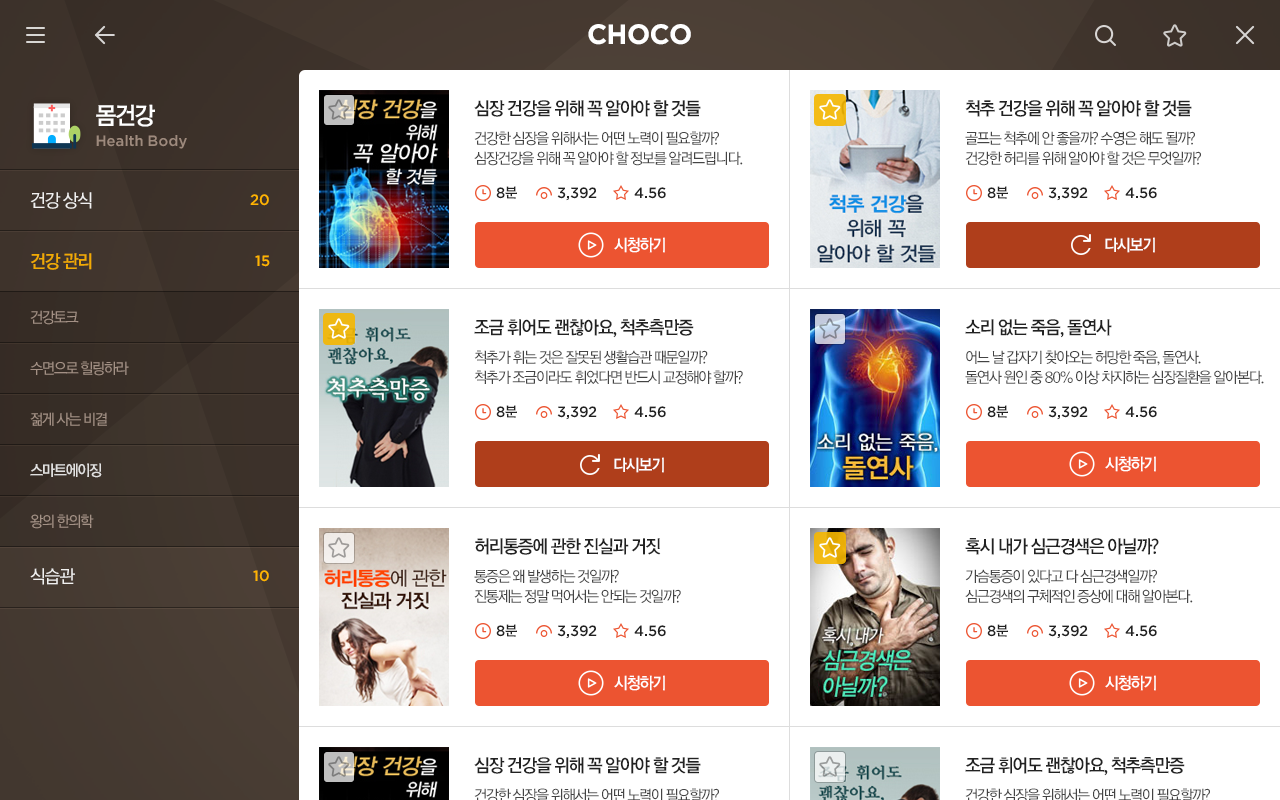 CHOCO
몸건강
Health Body
건강 상식 20
건강 관리 15
건강토크
수면으로 힐링하라
젊게 사는 비결
스마트에이징
왕의 한의학
식습관 10
심장 건강을
위해
꼭 알아야
할 것들
심장 건강을 위해 꼭 알아야 할 것들
건강한 심장을 위해서는 어떤 노력이 필요할까?
심장건강을 위해 꼭 알아야 할 정보를 알려드립니다.
8분 3,392 4.56
시청하기
척추 건강을
위해 꼭
알아야 할 것들
척추 건강을 위해 꼭 알아야 할 것들
골프는 척추에 안 좋을까? 수영은 해도 될까?
건강한 허리를 위해 알아야 할 것은 무엇일까?
8분 3,392 4.56
다시보기
휘어도
괜찮아요,
척추측만증
조금 휘어도 괜찮아요, 척추측만증
척추가 휘는 것은 잘못된 생활습관 때문일까?
척추가 조금이라도 휘었다면 반드시 교정해야 할까?
8분 3,392 4.56
다시보기
소리 없는 죽음,
돌연사
소리 없는 죽음, 돌연사
어느 날 갑자기 찾아오는 허망한 죽음, 돌연사.
돌연사 원인 중 80% 이상 차지하는 심장질환을 알아본다.
8분 3,392 4.56
시청하기
허리통증에 관한
진실과 거짓
허리통증에 관한 진실과 거짓
통증은 왜 발생하는 것일까?
진통제는 정말 먹어서는 안되는 것일까?
8분 3,392 4.56
시청하기
혹시 내가
심근경색은
아닐까?
혹시 내가 심근경색은 아닐까?
가슴통증이 있다고 다 심근경색일까?
심근경색의 구체적인 증상에 대해 알아본다.
8분 3,392 4.56
시청하기
심장 건강을
위해
심장 건강을 위해 꼭 알아야 할 것들
건강한 심장을 위해서는 어떤 노력이 필요할까?
휘어도
괜찮아요,
조금 휘어도 괜찮아요, 척추측만증
건강한 심장을 위해서는 어떤 노력이 필요할까?